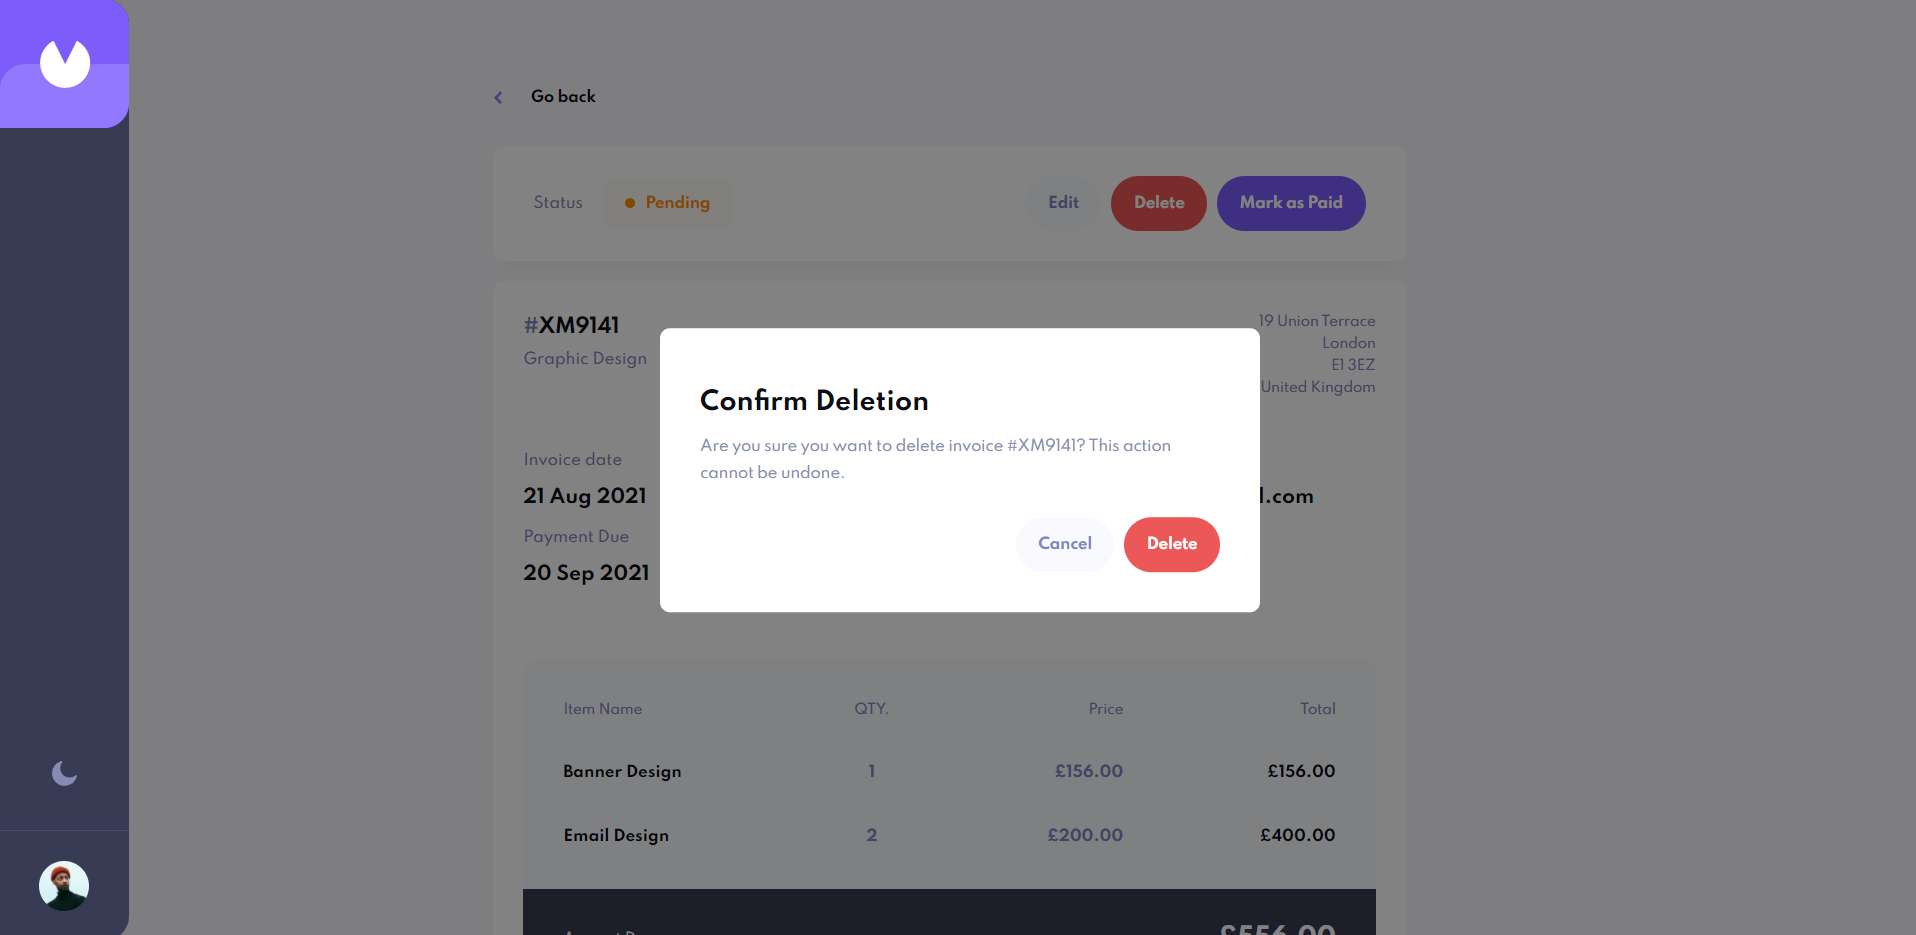 Go back
Status
Pending
Edit
Delete
Mark as Paid
#XM9141
Graphic Design
19 Union Terrace
London
E1 3EZ
United Kingdom
Confirm Deletion
Are you sure you want to delete invoice #XM9141? This action
cannot be undone.
Cancel
Delete
Invoice date
21 Aug 2021
Payment Due
20 Sep 2021
l.com
Item Name
QTY.
Price
Total
Banner Design
1
£156.00
£156.00
Email Design
2
£200.00
£400.00
£556.00